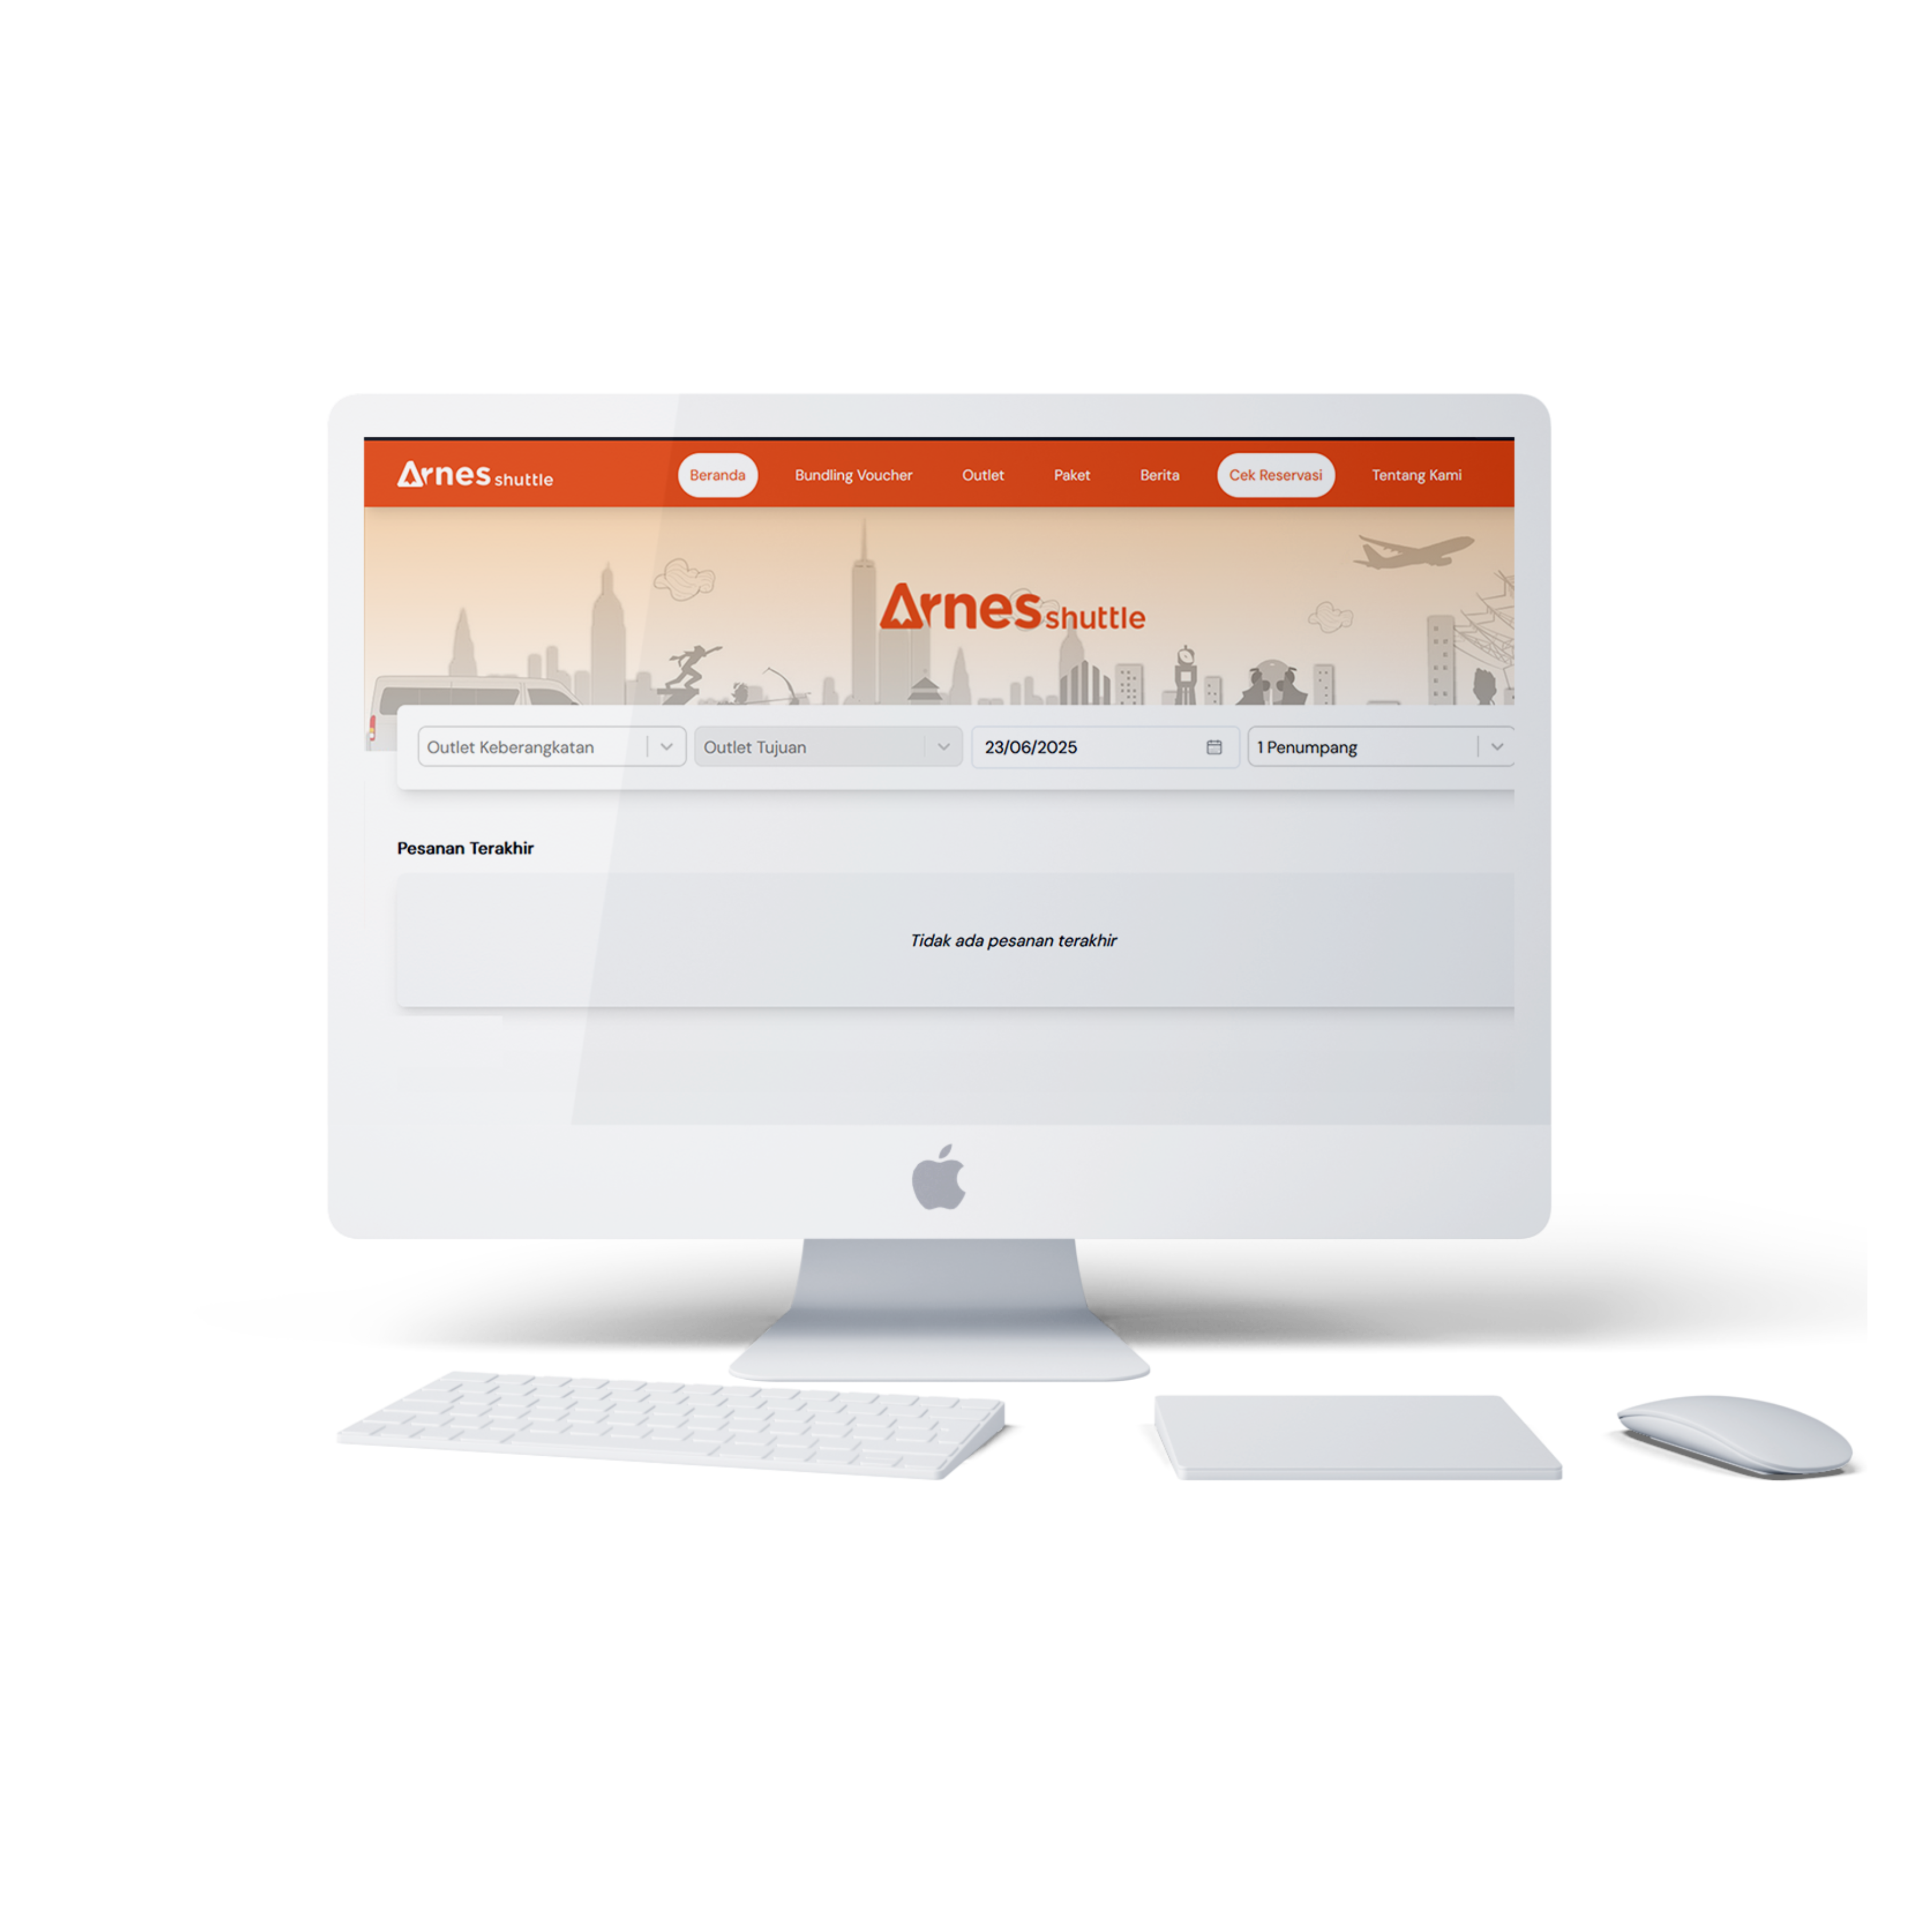 Arnes shuttle
Beranda Bundling Voucher Outlet Paket Berita Cek Reservasi Tentang Kami
Arnes shuttle
Outlet Keberangkatan Outlet Tujuan 23/06/2025 1 Penumpang
Pesanan Terakhir
Tidak ada pesanan terakhir